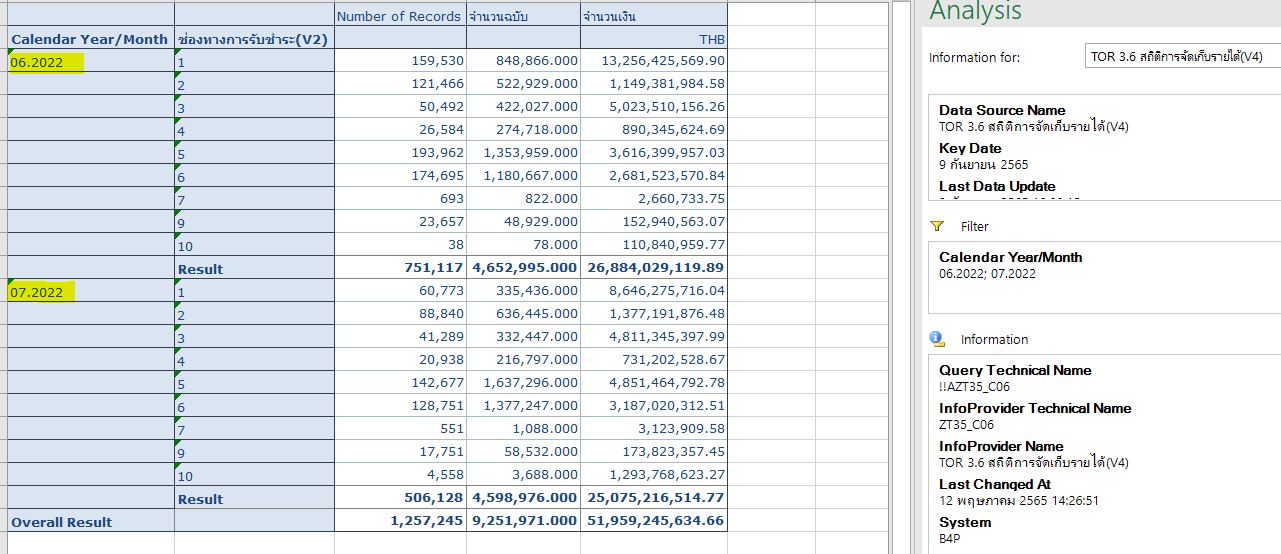 Number of Records จำนวนฉบับ จำนวนเงิน
Calendar Year/Month ช่องทางการรับชำระ(V2) THB
06.2022 1 159,530 848,866.000 13,256,425,569.90
2 121,466 522,929.000 1,149,381,984.58
3 50,492 422,027.000 5,023,510,156.26
4 26,584 274,718.000 890,345,624.69
5 193,962 1,353,959.000 3,616,399,957.03
6 174,695 1,180,667.000 2,681,523,570.84
7 693 822.000 2,660,733.75
9 23,657 48,929.000 152,940,563.07
10 38 78.000 110,840,959.77
Result 751,117 4,652,995.000 26,884,029,119.89
07.2022 1 60,773 335,436.000 8,646,275,716.04
2 88,840 636,445.000 1,377,191,876.48
3 41,289 332,447.000 4,811,345,397.99
4 20,938 216,797.000 731,202,528.67
5 142,677 1,637,296.000 4,851,464,792.78
6 128,751 1,377,247.000 3,187,020,312.51
7 551 1,088.000 3,123,909.58
9 17,751 58,532.000 173,823,357.45
10 4,558 3,688.000 1,293,768,623.27
Result 506,128 4,598,976.000 25,075,216,514.77
Overall Result 1,257,245 9,251,971.000 51,959,245,634.66
Analysis
Information for: TOR 3.6 สถิติการจัดเก็บรายได้(V4)
Data Source Name
TOR 3.6 สถิติการจัดเก็บรายได้(V4)
Key Date
9 กันยายน 2565
Last Data Update
Filter
Calendar Year/Month
06.2022; 07.2022
Information
Query Technical Name
!!AZT35_C06
InfoProvider Technical Name
ZT35_C06
InfoProvider Name
TOR 3.6 สถิติการจัดเก็บรายได้(V4)
Last Changed At
12 พฤษภาคม 2565 14:26:51
System
B4P